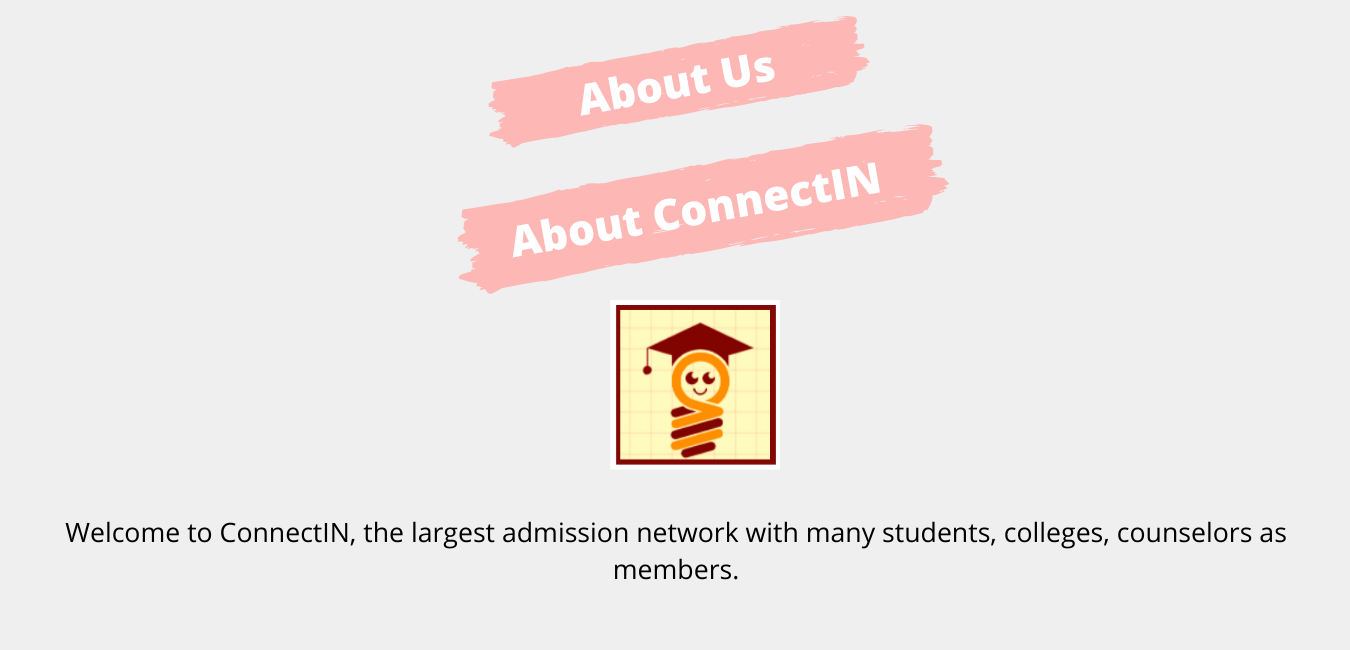 About Us
About ConnectIN
Welcome to ConnectIN, the largest admission network with many students, colleges, counselors as
members.